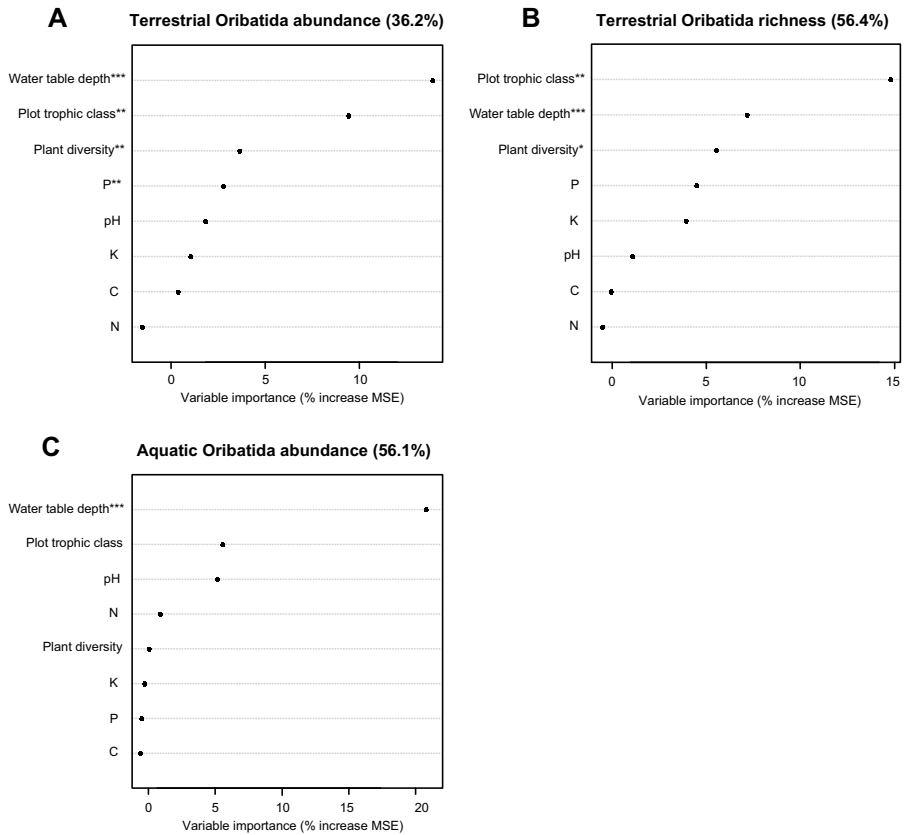 A
Terrestrial Oribatida abundance (36.2%)
Water table depth***
Plot trophic class**
Plant diversity**
P**
pH
K
C
N
0 5 10
Variable importance (% increase MSE)
B
Terrestrial Oribatida richness (56.4%)
Plot trophic class**
Water table depth***
Plant diversity*
P
K
pH
C
N
0 5 10 15
Variable importance (% increase MSE)
C
Aquatic Oribatida abundance (56.1%)
Water table depth***
Plot trophic class
pH
N
Plant diversity
K
P
C
0 5 10 15 20
Variable importance (% increase MSE)